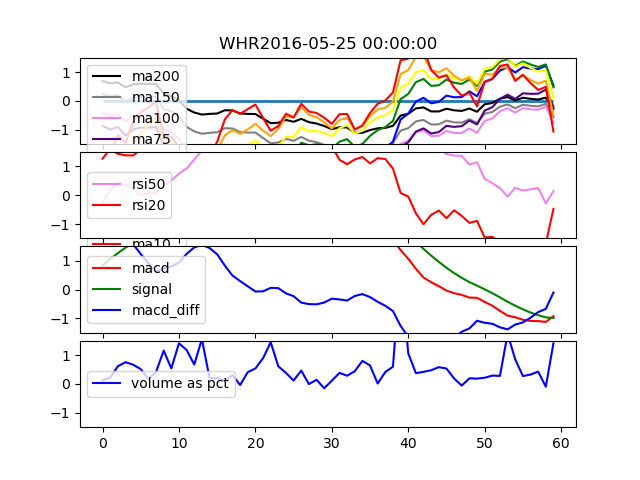 WHR2016-05-25 00:00:00
1
0
−1
ma200
ma150
ma100
ma75
1
0
−1
rsi50
rsi20
ma10
1
0
−1
macd
signal
macd_diff
1
0
−1
volume as pct
0 10 20 30 40 50 60